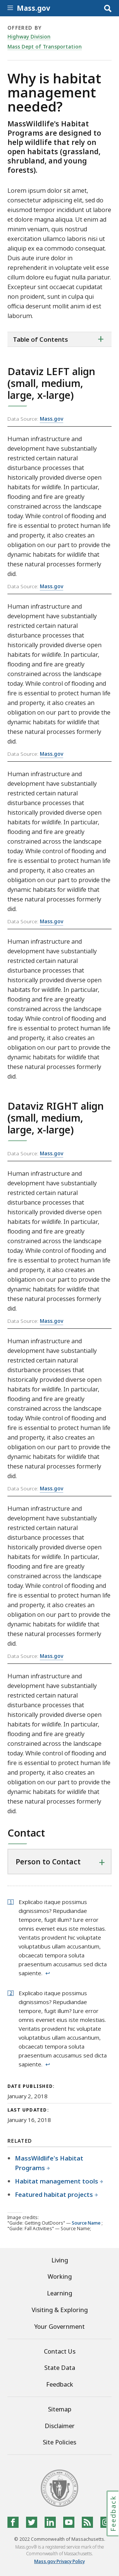 Mass.gov
OFFERED BY
Highway Division
Mass Dept of Transportation
Why is habitat
management
needed?
MassWildlife's Habitat
Programs are designed to
help wildlife that rely on
open habitats (grassland,
shrubland, and young
forests).
Lorem ipsum dolor sit amet,
consectetur adipiscing elit, sed do
eiusmod tempor incididunt ut labore
et dolore magna aliqua. Ut enim ad
minim veniam, quis nostrud
exercitation ullamco laboris nisi ut
aliquip ex ea commodo consequat.
Duis aute irure dolor in
reprehenderit in voluptate velit esse
cillum dolore eu fugiat nulla
pariatur. Excepteur sint occaecat
cupidatat non proident, sunt in culpa
qui officia deserunt mollit anim id
est laborum.
Table of Contents
Dataviz LEFT align
(small, medium,
large, x-large)
Data Source: Mass.gov
Human infrastructure and
development have substantially
restricted certain natural
disturbance processes that
historically provided diverse open
habitats for wildlife. In particular,
flooding and fire are greatly
constrained across the landscape.
While control of flooding and fire is
essential to protect human life and
property, it also creates an
obligation on our part to provide the
dynamic habitats for wildlife that
these natural processes formerly
did.
Data Source: Mass.gov
Human infrastructure and
development have substantially
restricted certain natural
disturbance processes that
historically provided diverse open
habitats for wildlife. In particular,
flooding and fire are greatly
constrained across the landscape.
While control of flooding and fire is
essential to protect human life and
property, it also creates an
obligation on our part to provide the
dynamic habitats for wildlife that
these natural processes formerly
did.
Data Source: Mass.gov
Human infrastructure and
development have substantially
restricted certain natural
disturbance processes that
historically provided diverse open
habitats for wildlife. In particular,
flooding and fire are greatly
constrained across the landscape.
While control of flooding and fire is
essential to protect human life and
property, it also creates an
obligation on our part to provide the
dynamic habitats for wildlife that
these natural processes formerly
did.
Data Source: Mass.gov
Human infrastructure and
development have substantially
restricted certain natural
disturbance processes that
historically provided diverse open
habitats for wildlife. In particular,
flooding and fire are greatly
constrained across the landscape.
While control of flooding and fire is
essential to protect human life and
property, it also creates an
obligation on our part to provide the
dynamic habitats for wildlife that
these natural processes formerly
did.
Dataviz RIGHT align
(small, medium,
large, x-large)
Data Source: Mass.gov
Human infrastructure and
development have substantially
restricted certain natural
disturbance processes that
historically provided diverse open
habitats for wildlife. In particular,
flooding and fire are greatly
constrained across the landscape.
While control of flooding and fire is
essential to protect human life and
property, it also creates an
obligation on our part to provide the
dynamic habitats for wildlife that
these natural processes formerly
did.
Data Source: Mass.gov
Human infrastructure and
development have substantially
restricted certain natural
disturbance processes that
historically provided diverse open
habitats for wildlife. In particular,
flooding and fire are greatly
constrained across the landscape.
While control of flooding and fire is
essential to protect human life and
property, it also creates an
obligation on our part to provide the
dynamic habitats for wildlife that
these natural processes formerly
did.
Data Source: Mass.gov
Human infrastructure and
development have substantially
restricted certain natural
disturbance processes that
historically provided diverse open
habitats for wildlife. In particular,
flooding and fire are greatly
constrained across the landscape.
While control of flooding and fire is
essential to protect human life and
property, it also creates an
obligation on our part to provide the
dynamic habitats for wildlife that
these natural processes formerly
did.
Data Source: Mass.gov
Human infrastructure and
development have substantially
restricted certain natural
disturbance processes that
historically provided diverse open
habitats for wildlife. In particular,
flooding and fire are greatly
constrained across the landscape.
While control of flooding and fire is
essential to protect human life and
property, it also creates an
obligation on our part to provide the
dynamic habitats for wildlife that
these natural processes formerly
did.
Contact
Person to Contact
[1] Explicabo itaque possimus
dignissimos? Repudiandae
tempore, fugit illum? Iure error
omnis eveniet eius iste molestias.
Veritatis provident hic voluptate
voluptatibus ullam accusantium,
obcaecati tempora soluta
praesentium accusamus sed dicta
sapiente. ↩
[2] Explicabo itaque possimus
dignissimos? Repudiandae
tempore, fugit illum? Iure error
omnis eveniet eius iste molestias.
Veritatis provident hic voluptate
voluptatibus ullam accusantium,
obcaecati tempora soluta
praesentium accusamus sed dicta
sapiente. ↩
DATE PUBLISHED:
January 2, 2018
LAST UPDATED:
January 16, 2018
RELATED
MassWildlife's Habitat
Programs
Habitat management tools
Featured habitat projects
Image credits:
"Guide: Getting OutDoors" — Source Name;
"Guide: Fall Activities" — Source Name;
Living
Working
Learning
Visiting & Exploring
Your Government
Contact Us
State Data
Feedback
Sitemap
Disclaimer
Site Policies
© 2022 Commonwealth of Massachusetts.
Mass.gov® is a registered service mark of the
Commonwealth of Massachusetts.
Mass.gov Privacy Policy
Feedback